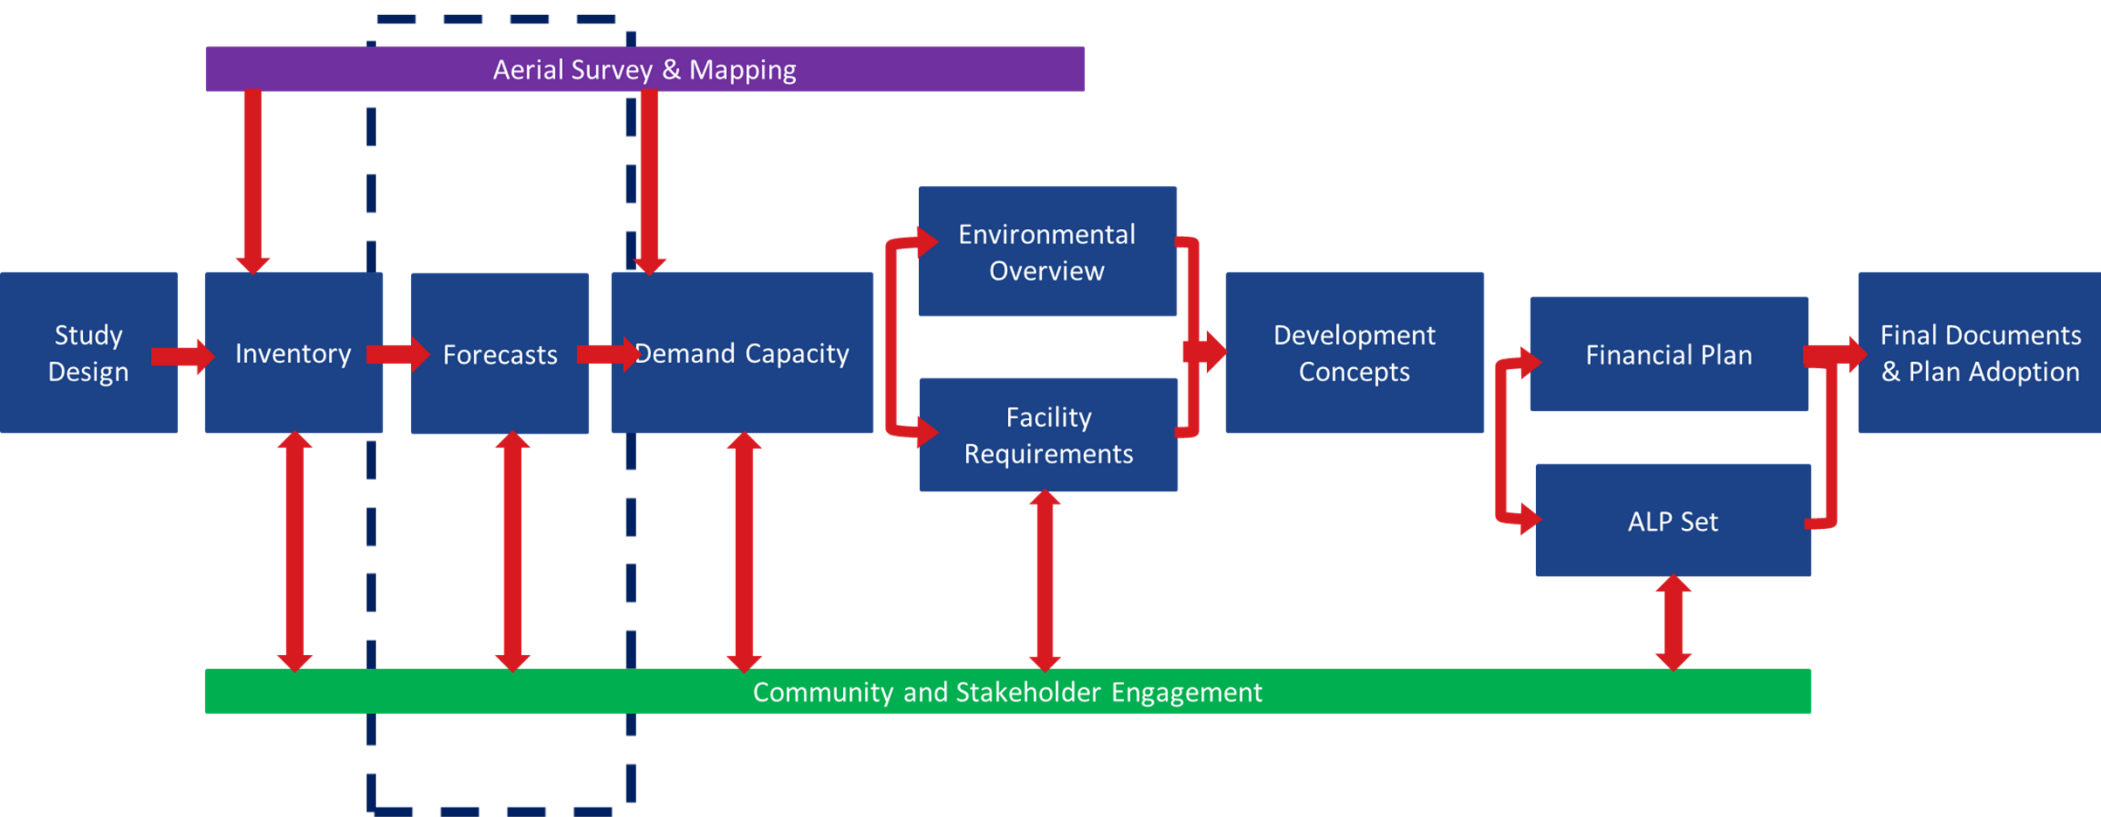 Aerial Survey & Mapping
Study
Design
Inventory
Forecasts
Demand Capacity
Environmental
Overview
Facility
Requirements
Development
Concepts
Financial Plan
ALP Set
Final Documents
& Plan Adoption
Community and Stakeholder Engagement